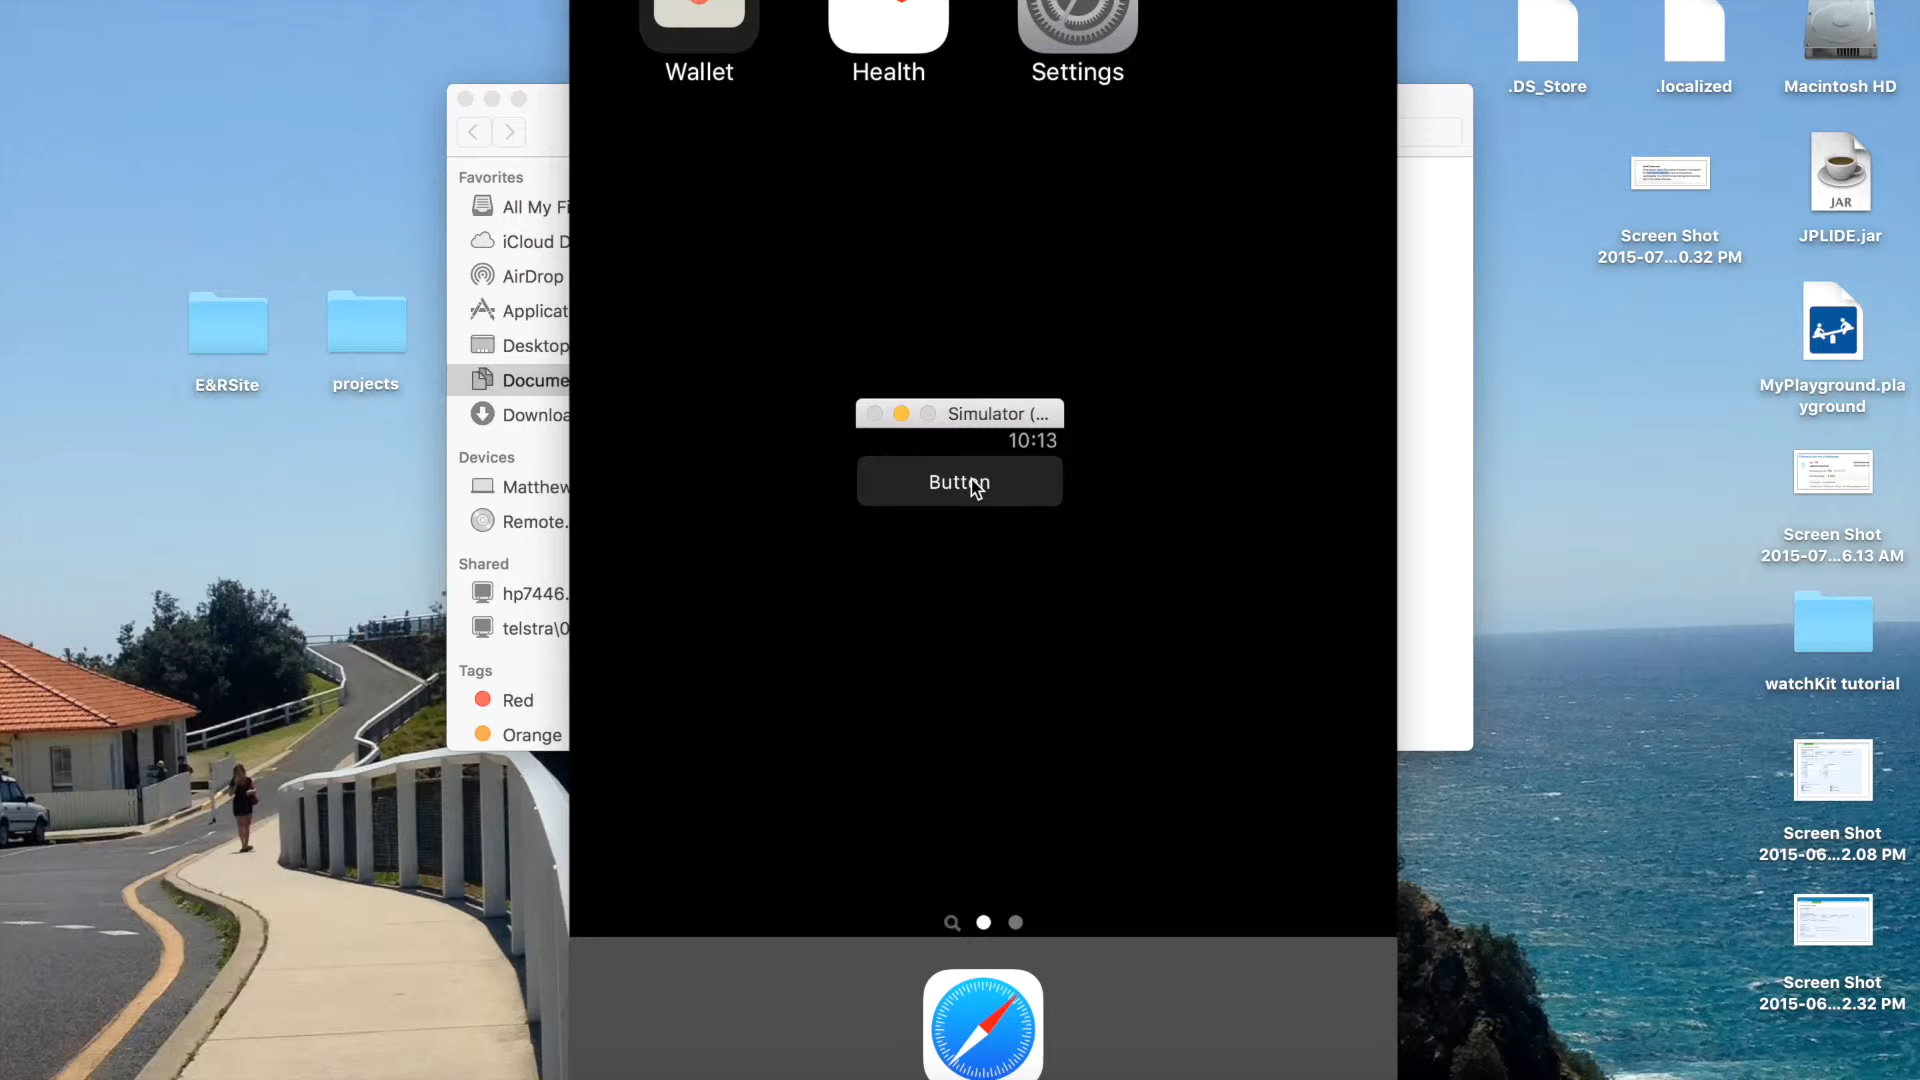 Wallet
Health
Settings
.DS_Store
.localized
Macintosh HD
Favorites
All My Fi
iCloud D
AirDrop
Applicat
Desktop
Docume
Downloa
Devices
Matthew
Remote.
Shared
hp7446.
telstra\0
Tags
Red
Orange
E&RSite
projects
Simulator (...
10:13
Button
Screen Shot
2015-07...0.32 PM
JAR
JPLIDE.jar
MyPlayground.pla
yground
Screen Shot
2015-07...6.13 AM
watchKit tutorial
Screen Shot
2015-06...2.08 PM
Screen Shot
2015-06...2.32 PM